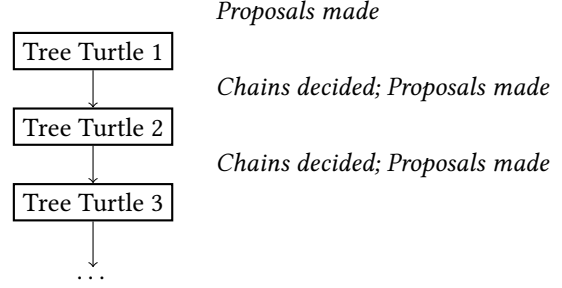 Proposals made
Tree Turtle 1
Chains decided; Proposals made
Tree Turtle 2
Chains decided; Proposals made
Tree Turtle 3
...